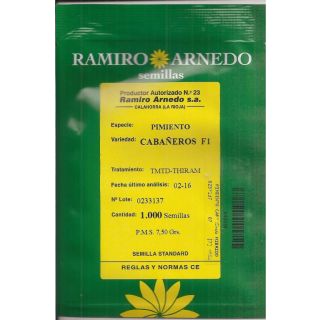 RAMIRO ARNEDO
semillas
Productor Autorizado N.º 23
Ramiro Arnedo s.a.
CALAHORRA (LA RIOJA)
Especie: PIMIENTO
Variedad: CABAÑEROS F1
Tratamiento: TMTD-THIRAM
Fecha último análisis: 02-16
Nº Lote: 0233137
Cantidad: 1.000 Semillas
P.M.S. 7,50 Grs.
SEMILLA STANDARD
REGLAS Y NORMAS CE